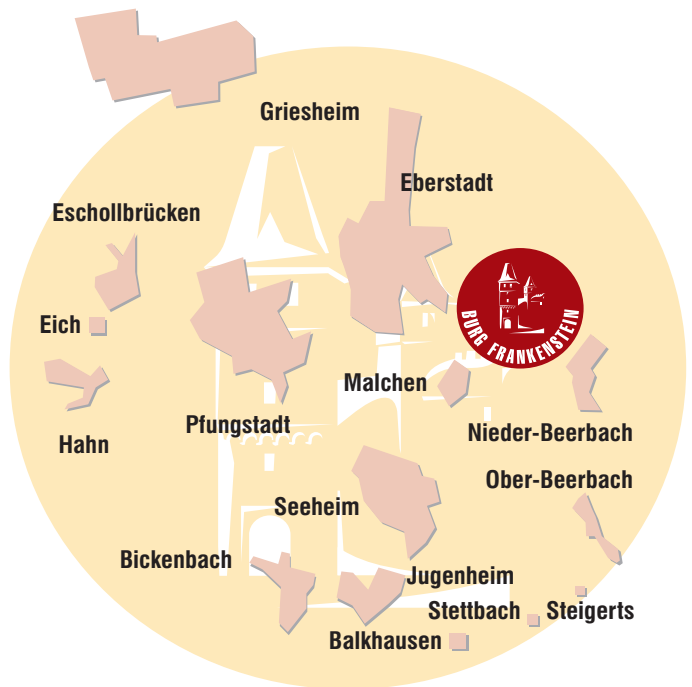 Griesheim
Eberstadt
Eschollbrücken
BURG FRANKENSTEIN
Eich
Malchen
Pfungstadt
Nieder-Beerbach
Hahn
Ober-Beerbach
Seeheim
Bickenbach
Jugenheim
Stettbach
Steigerts
Balkhausen